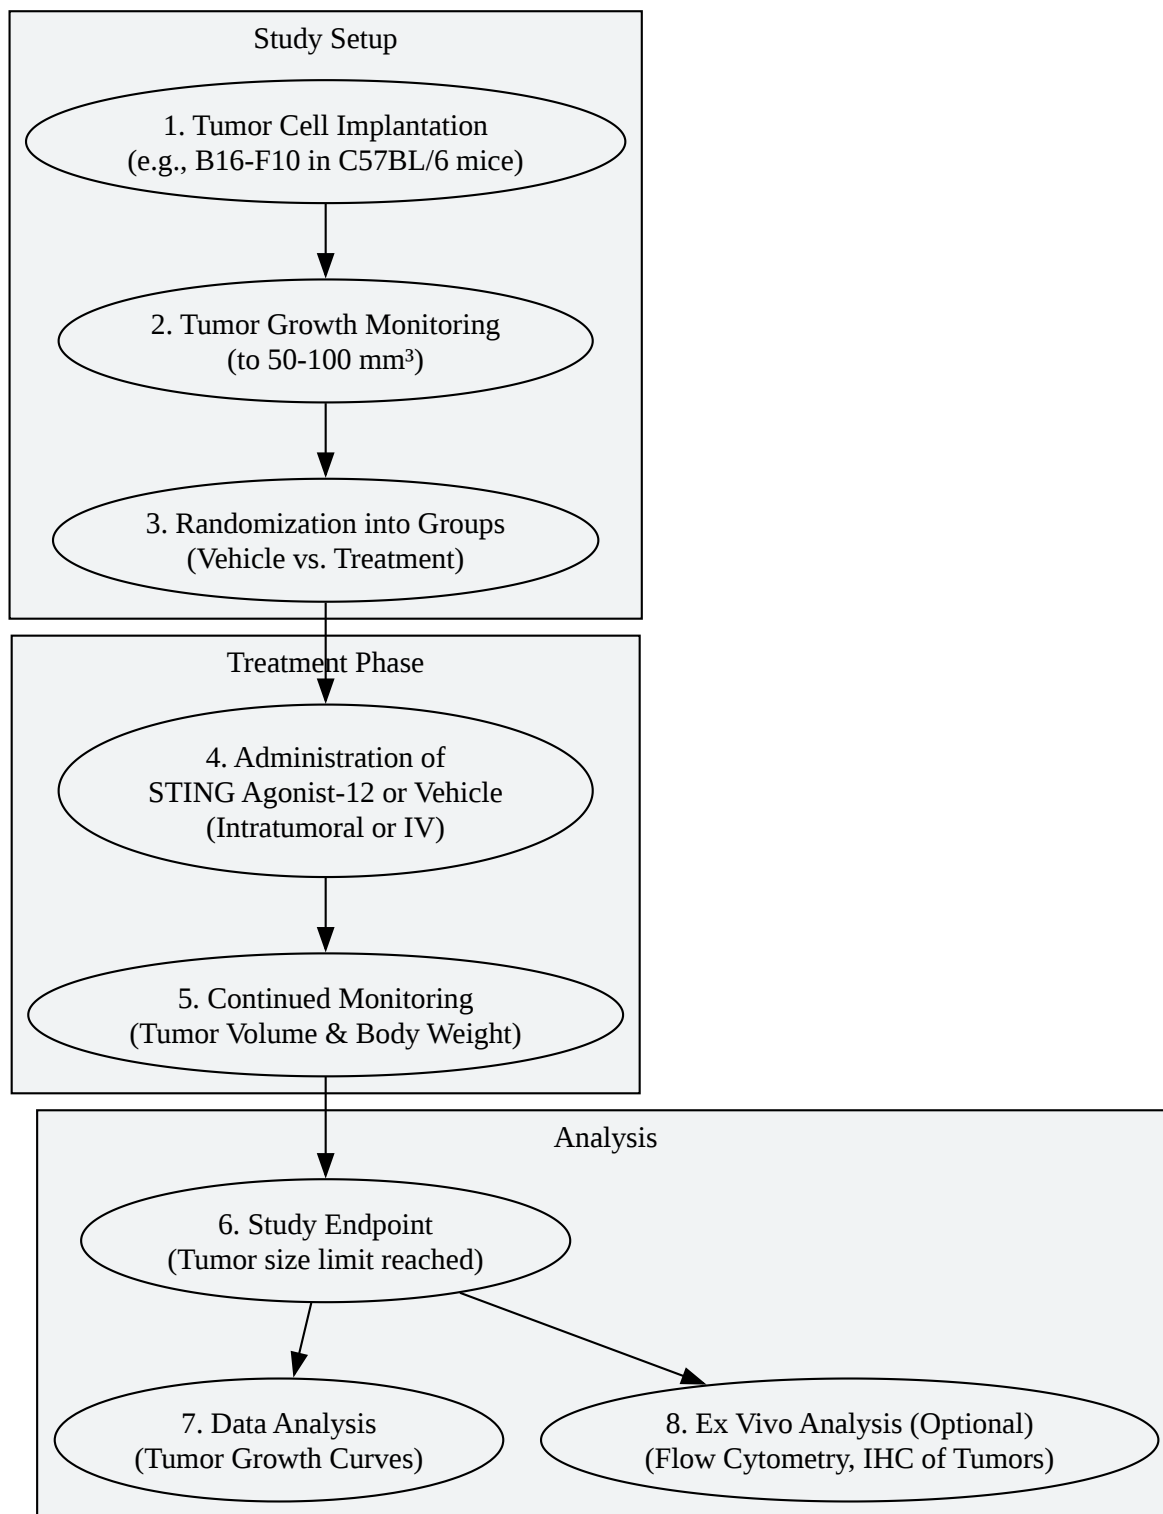 Study Setup
1. Tumor Cell Implantation
(e.g., B16-F10 in C57BL/6 mice)
2. Tumor Growth Monitoring
(to 50-100 mm³)
3. Randomization into Groups
(Vehicle vs. Treatment)
Treatment Phase
4. Administration of
STING Agonist-12 or Vehicle
(Intratumoral or IV)
5. Continued Monitoring
(Tumor Volume & Body Weight)
Analysis
6. Study Endpoint
(Tumor size limit reached)
7. Data Analysis
(Tumor Growth Curves)
8. Ex Vivo Analysis (Optional)
(Flow Cytometry, IHC of Tumors)